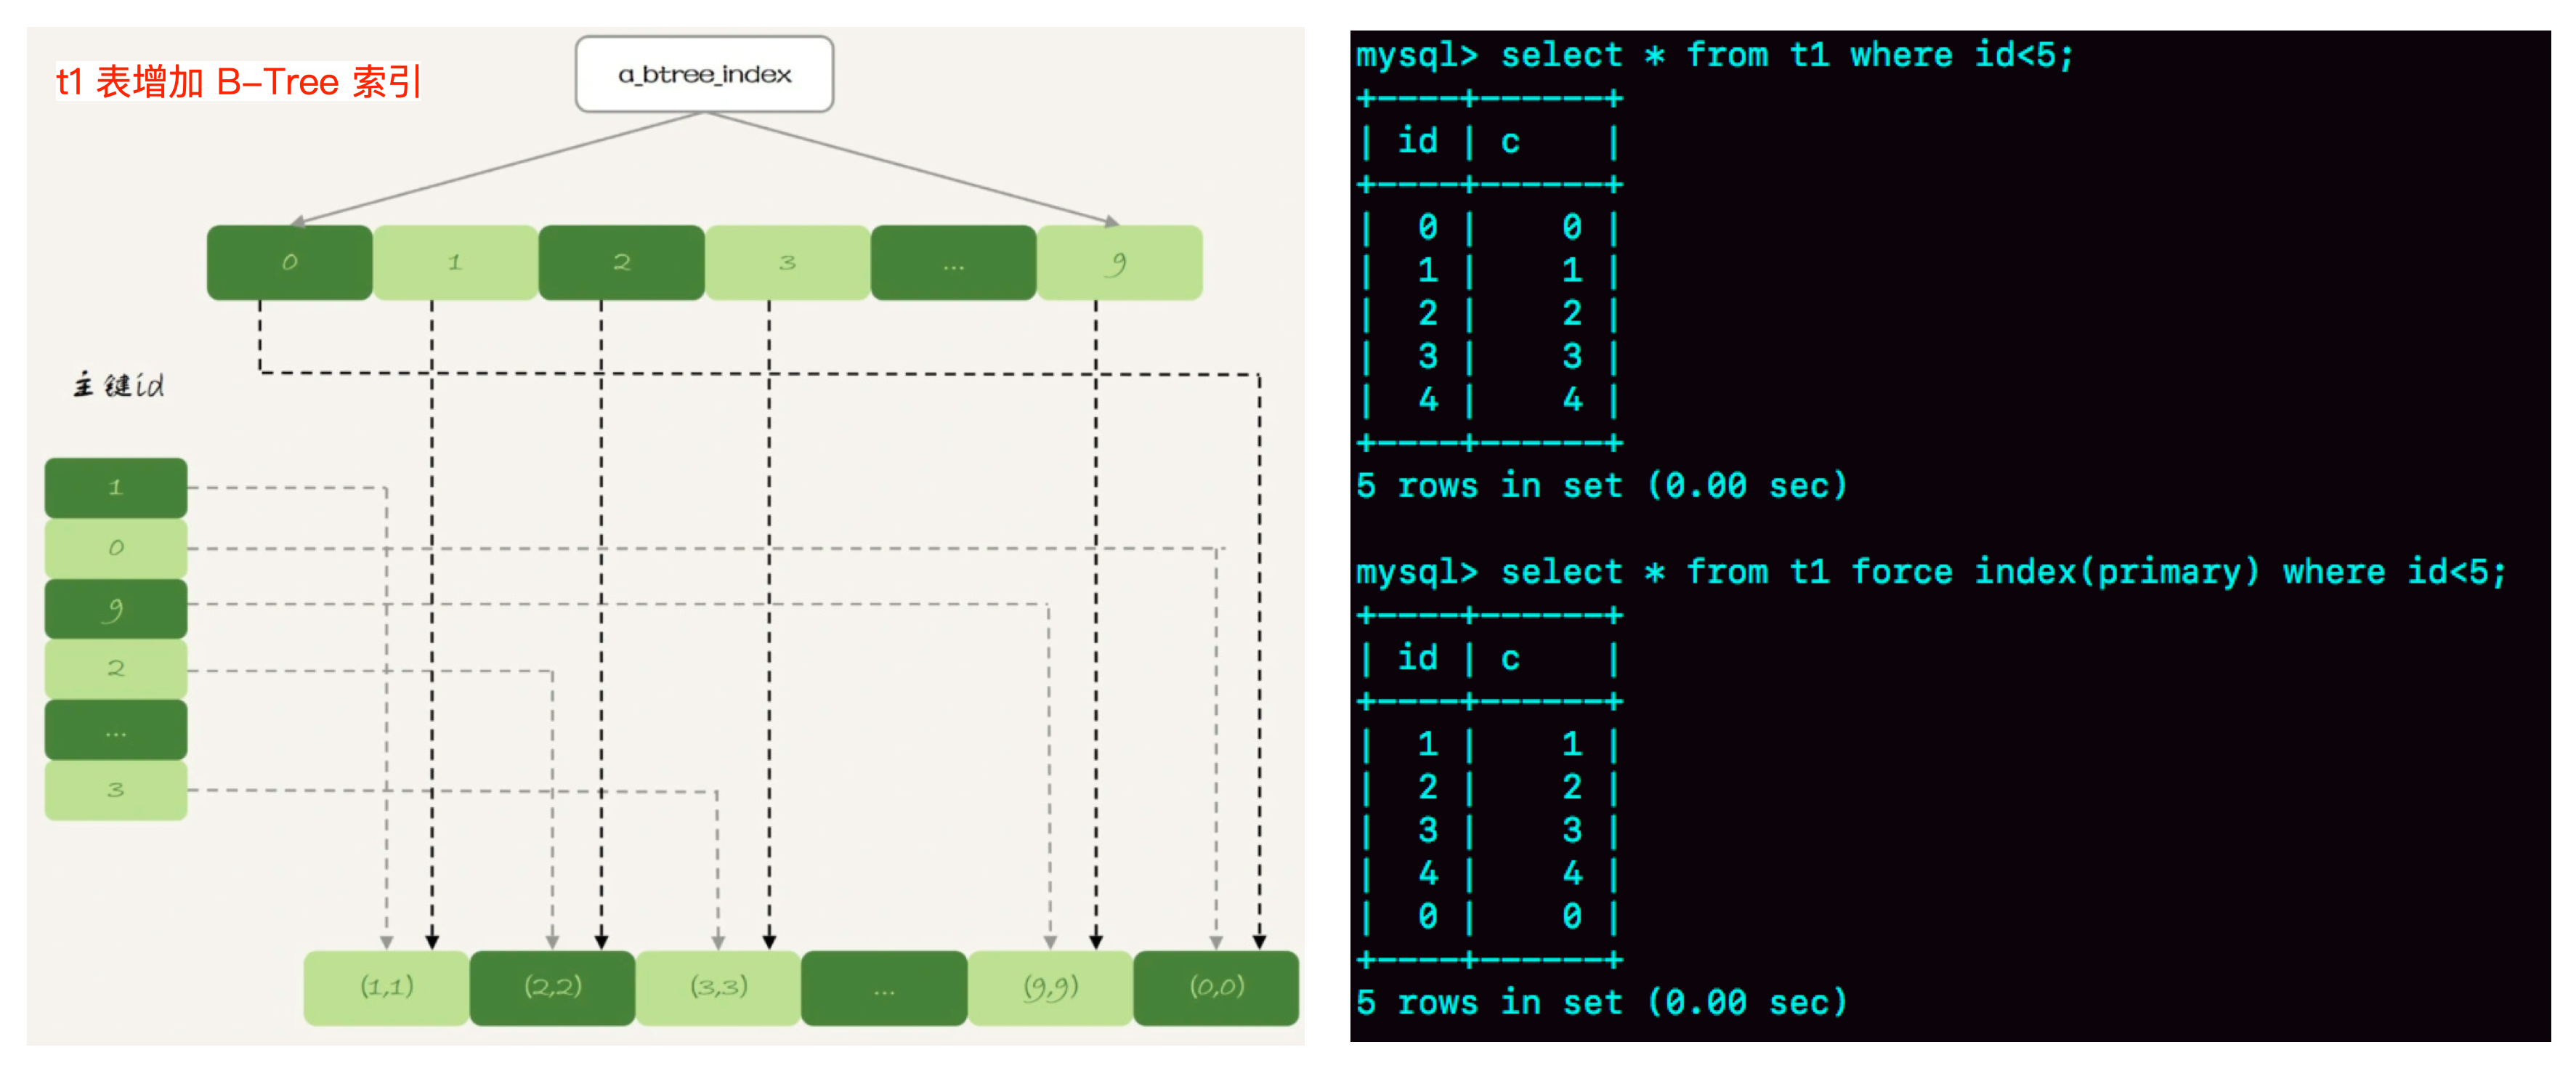 t1 表增加 B-Tree 索引
a_btree_index
0 1 2 3 ... 9
主键id
1
0
9
2
...
3
(1,1) (2,2) (3,3) ... (9,9) (0,0)
mysql> select * from t1 where id<5;
+----+------+
| id | c    |
+----+------+
|  0 |    0 |
|  1 |    1 |
|  2 |    2 |
|  3 |    3 |
|  4 |    4 |
+----+------+
5 rows in set (0.00 sec)
mysql> select * from t1 force index(primary) where id<5;
+----+------+
| id | c    |
+----+------+
|  1 |    1 |
|  2 |    2 |
|  3 |    3 |
|  4 |    4 |
|  0 |    0 |
+----+------+
5 rows in set (0.00 sec)